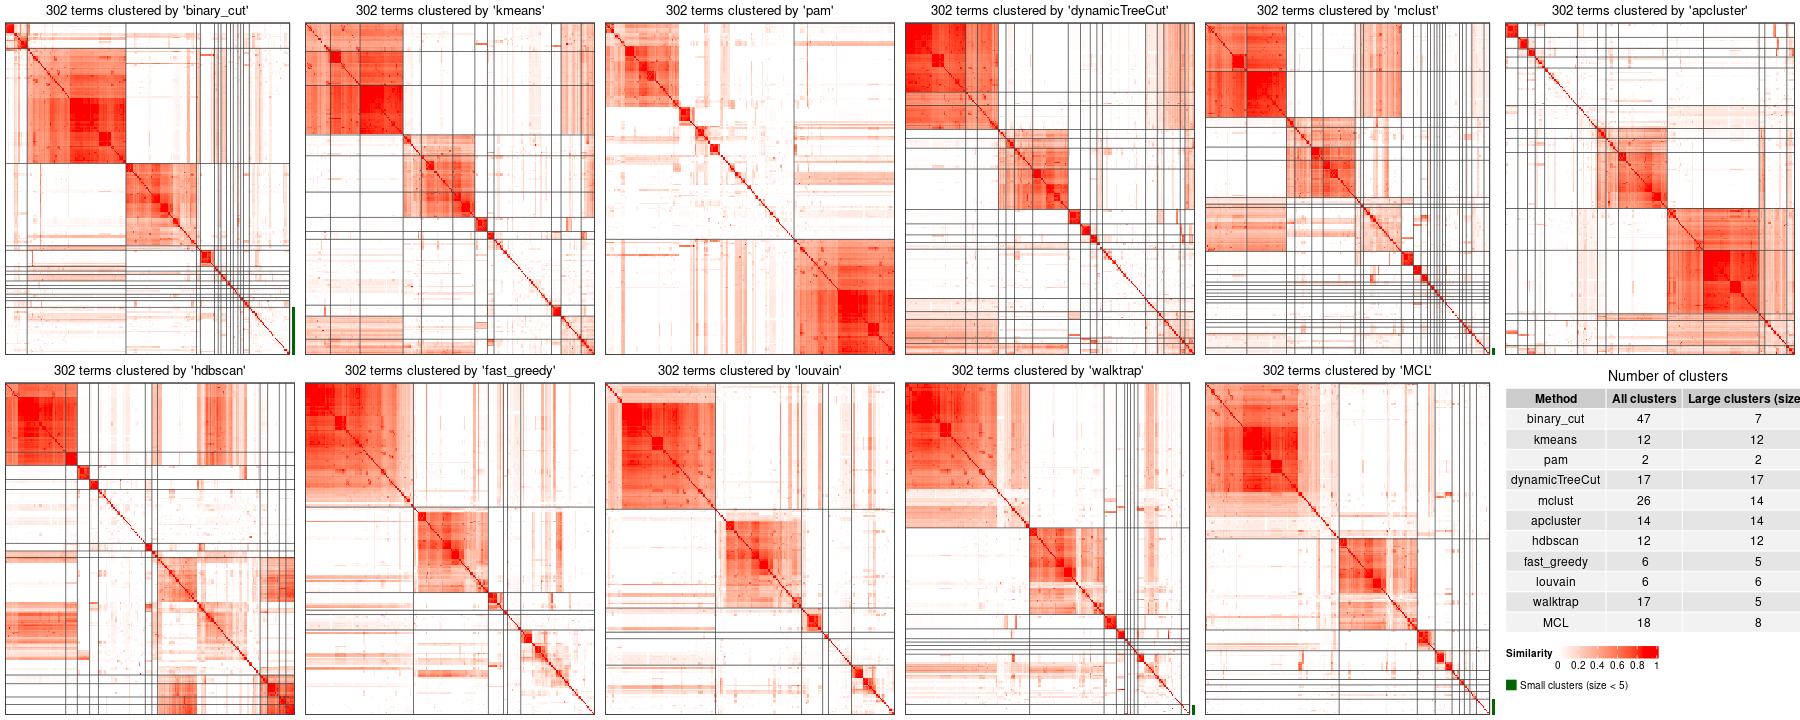 302 terms clustered by 'binary_cut'
302 terms clustered by 'kmeans'
302 terms clustered by 'pam'
302 terms clustered by 'dynamicTreeCut'
302 terms clustered by 'mclust'
302 terms clustered by 'apcluster'
302 terms clustered by 'hdbscan'
302 terms clustered by 'fast_greedy'
302 terms clustered by 'louvain'
302 terms clustered by 'walktrap'
302 terms clustered by 'MCL'
Number of clusters
Method All clusters Large clusters (size
binary_cut 47 7
kmeans 12 12
pam 2 2
dynamicTreeCut 17 17
mclust 26 14
apcluster 14 14
hdbscan 12 12
fast_greedy 6 5
louvain 6 6
walktrap 17 5
MCL 18 8
Similarity
0 0.2 0.4 0.6 0.8 1
Small clusters (size < 5)